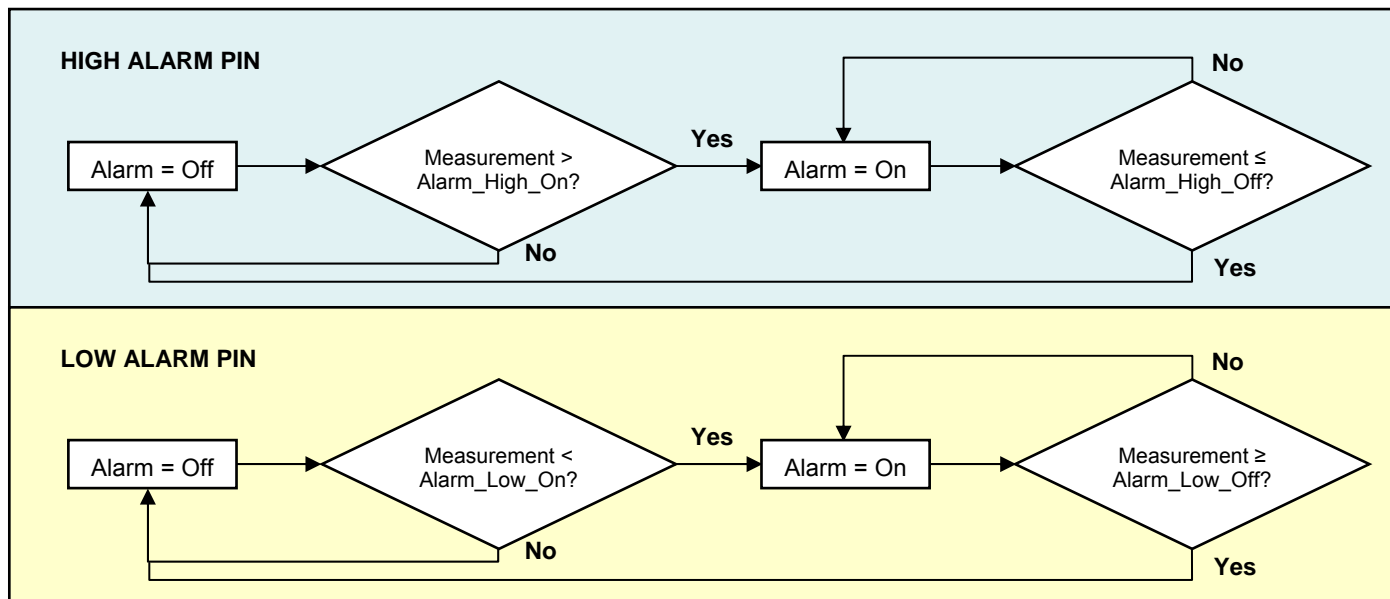 HIGH ALARM PIN
No
Yes
Alarm = Off
Measurement >
Alarm_High_On?
Alarm = On
Measurement ≤
Alarm_High_Off?
No
Yes
LOW ALARM PIN
No
Yes
Alarm = Off
Measurement <
Alarm_Low_On?
Alarm = On
Measurement ≥
Alarm_Low_Off?
No
Yes